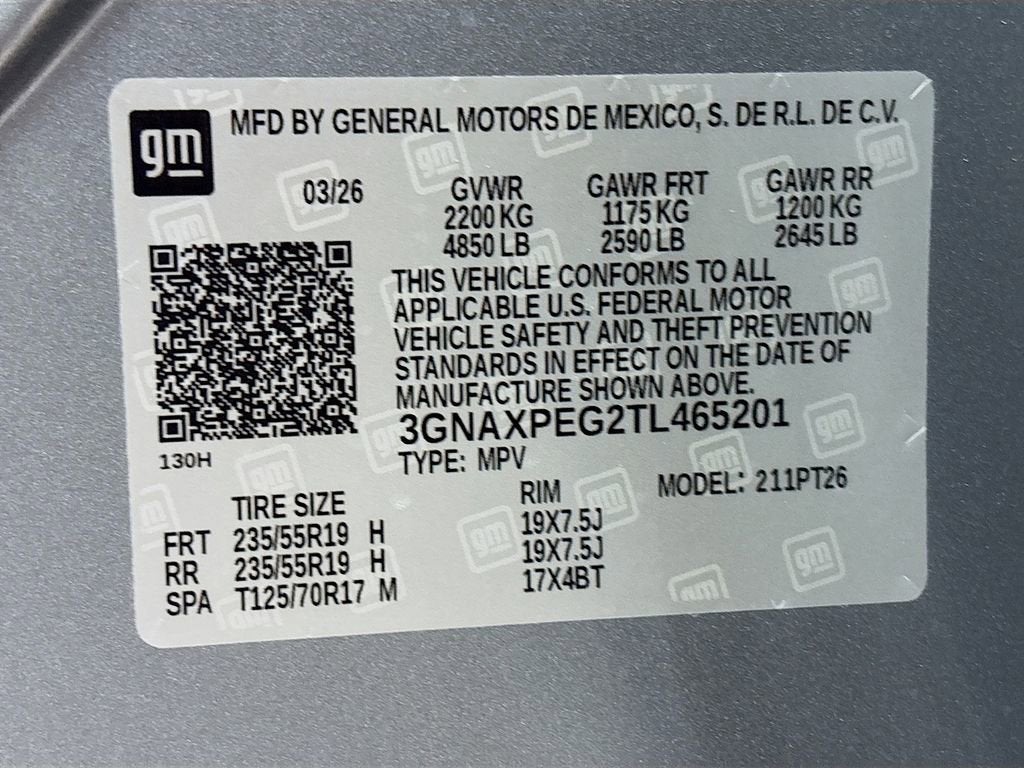 gm
MFD BY GENERAL MOTORS DE MEXICO, S. DE R.L. DE C.V.
03/26 GVWR GAWR FRT GAWR RR
2200 KG 1175 KG 1200 KG
4850 LB 2590 LB 2645 LB
THIS VEHICLE CONFORMS TO ALL
APPLICABLE U.S. FEDERAL MOTOR
VEHICLE SAFETY AND THEFT PREVENTION
STANDARDS IN EFFECT ON THE DATE OF
MANUFACTURE SHOWN ABOVE.
3GNAXPEG2TL465201
130H
TYPE: MPV
MODEL: 211PT26
TIRE SIZE RIM
FRT 235/55R19 H 19X7.5J
RR 235/55R19 H 19X7.5J
SPA T125/70R17 M 17X4BT